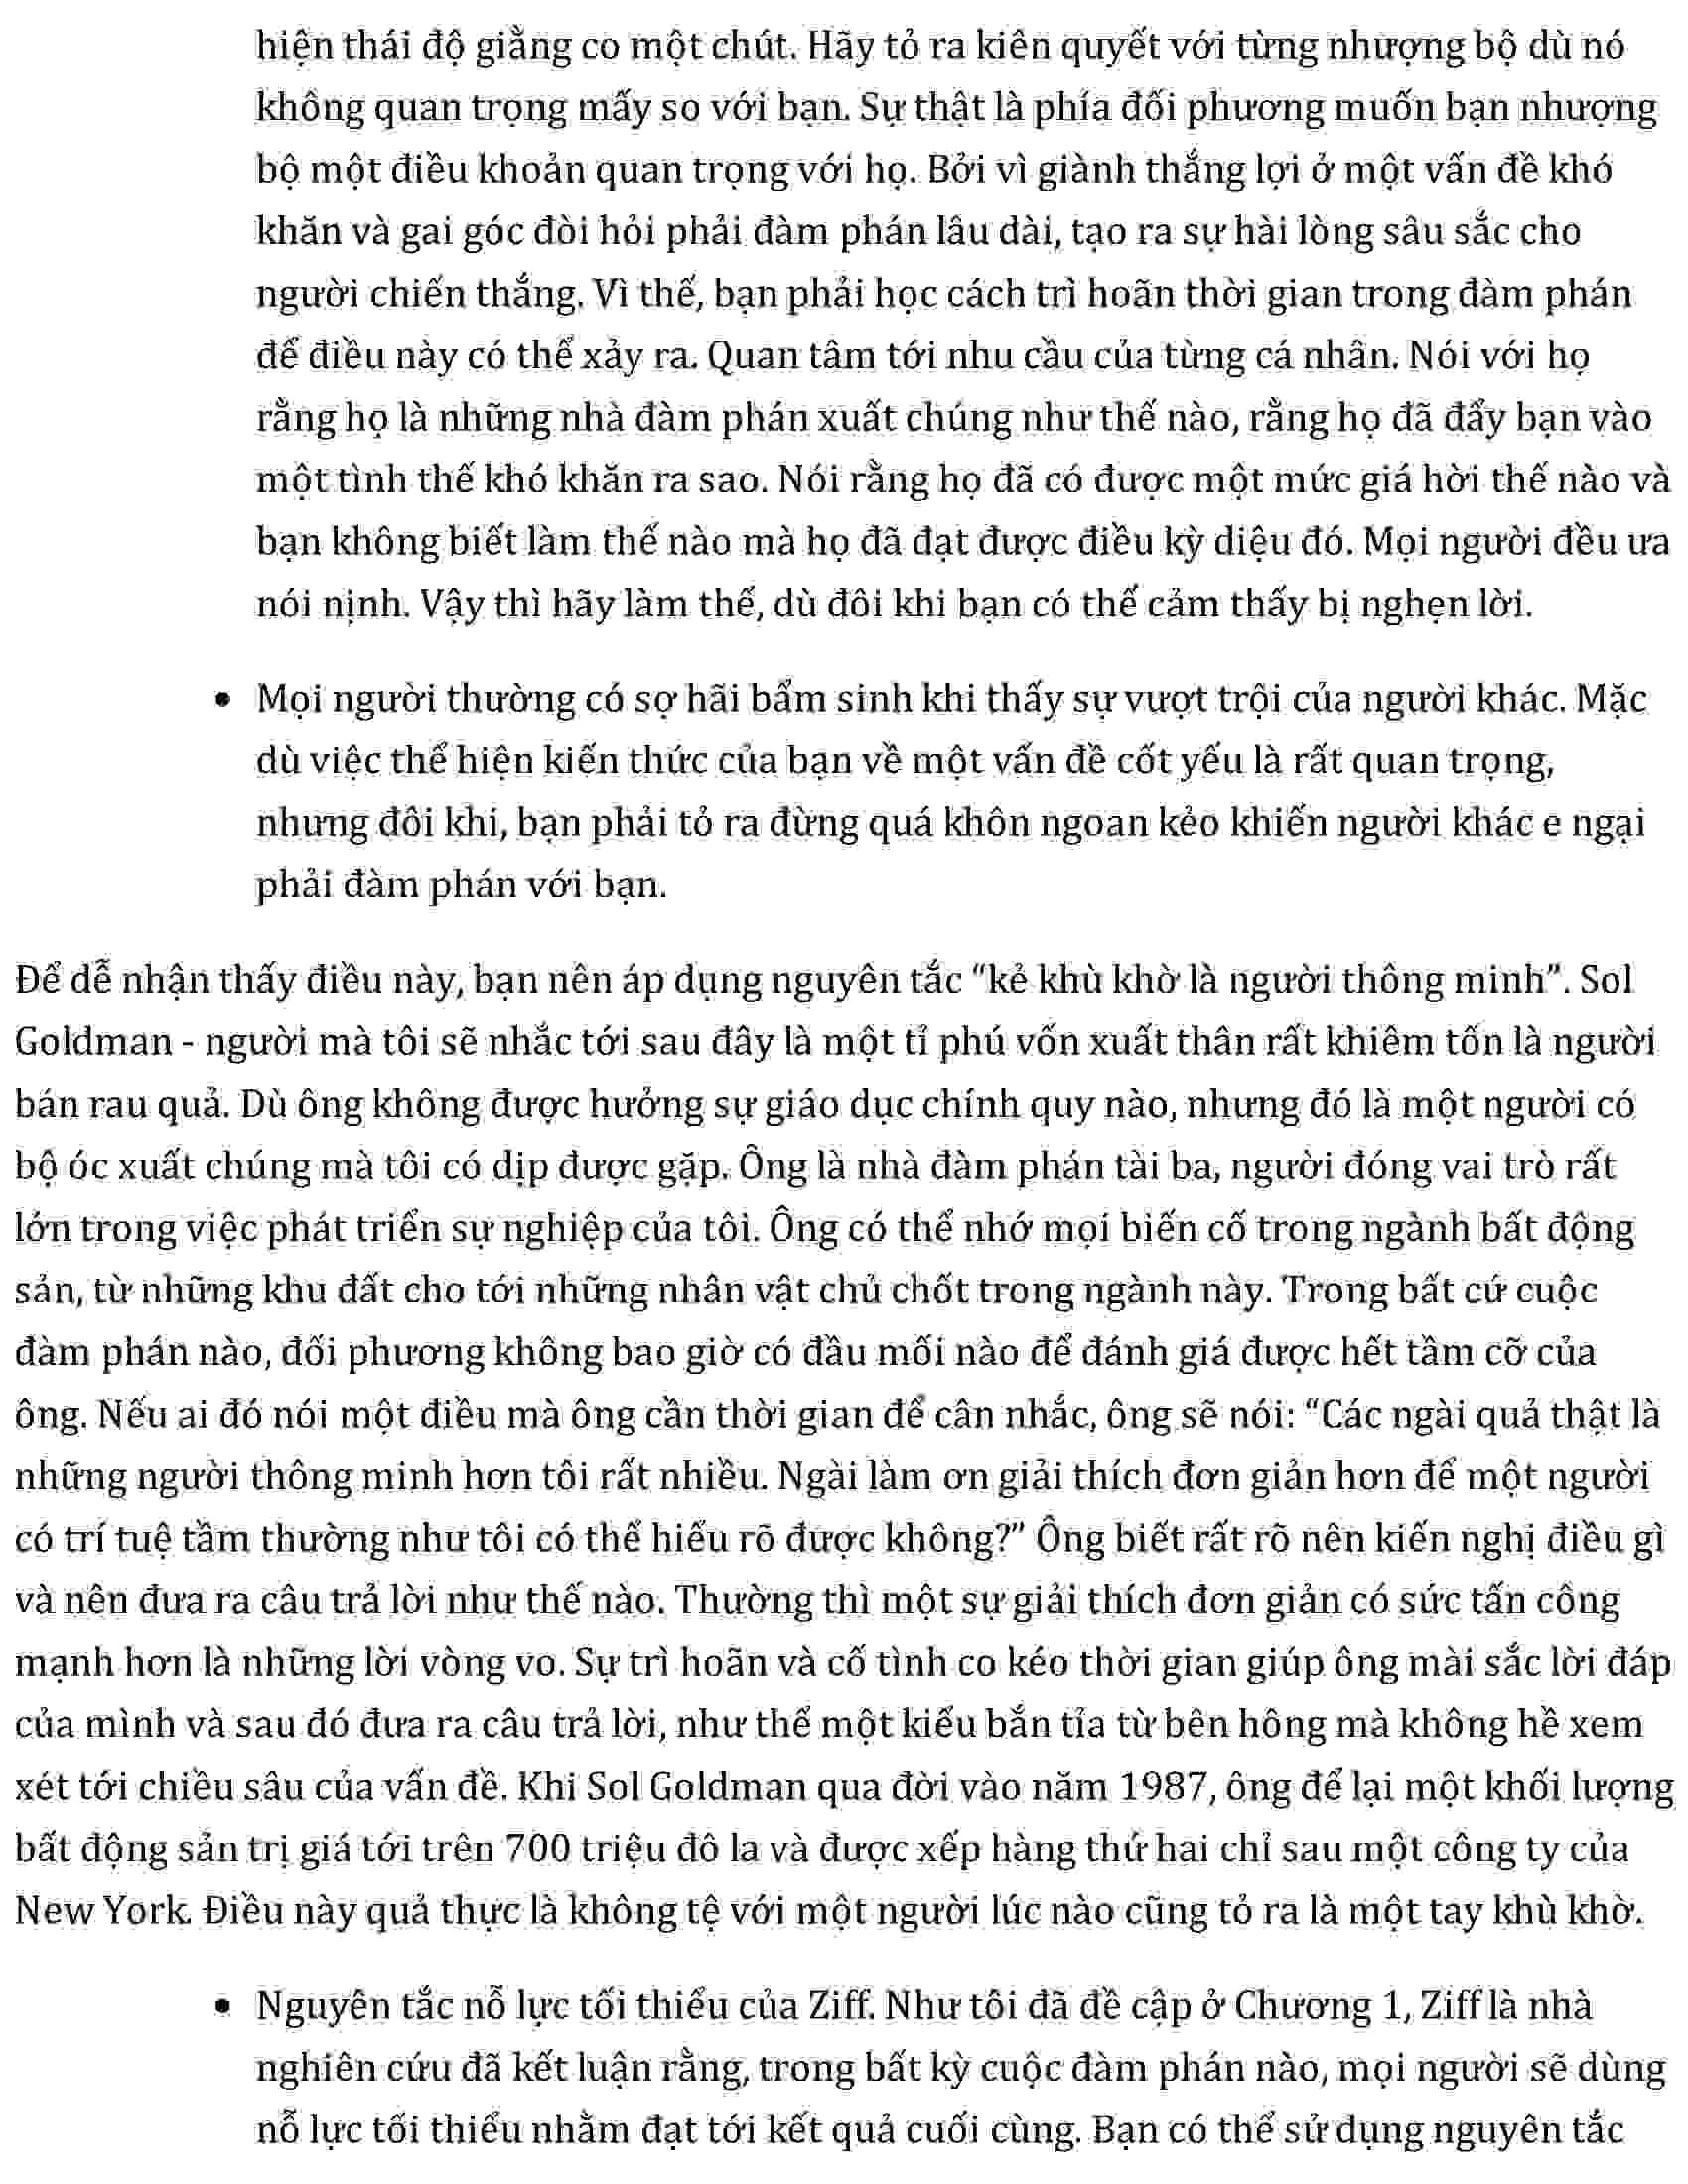 hiện thái độ giằng co một chút. Hãy tỏ ra kiên quyết với từng nhượng bộ dù nó
không quan trọng mấy so với bạn. Sự thật là phía đối phương muốn bạn nhượng
bộ một điều khoản quan trọng với họ. Bởi vì giành thắng lợi ở một vấn đề khó
khăn và gai góc đòi hỏi phải đàm phán lâu dài, tạo ra sự hài lòng sâu sắc cho
người chiến thắng. Vì thế, bạn phải học cách trì hoãn thời gian trong đàm phán
để điều này có thể xảy ra. Quan tâm tới nhu cầu của từng cá nhân. Nói với họ
rằng họ là những nhà đàm phán xuất chúng như thế nào, rằng họ đã đẩy bạn vào
một tình thế khó khăn ra sao. Nói rằng họ đã có được một mức giá hời thế nào và
bạn không biết làm thế nào mà họ đã đạt được điều kỳ diệu đó. Mọi người đều ưa
nói nịnh. Vậy thì hãy làm thế, dù đôi khi bạn có thể cảm thấy bị nghẹn lời.
• Mọi người thường có sợ hãi bẩm sinh khi thấy sự vượt trội của người khác. Mặc
dù việc thể hiện kiến thức của bạn về một vấn đề cốt yếu là rất quan trọng,
nhưng đôi khi, bạn phải tỏ ra đừng quá khôn ngoan kẻo khiến người khác e ngại
phải đàm phán với bạn.
Để dễ nhận thấy điều này, bạn nên áp dụng nguyên tắc “kẻ khù khờ là người thông minh”. Sol
Goldman - người mà tôi sẽ nhắc tới sau đây là một tỉ phú vốn xuất thân rất khiêm tốn là người
bán rau quả. Dù ông không được hưởng sự giáo dục chính quy nào, nhưng đó là một người có
bộ óc xuất chúng mà tôi có dịp được gặp. Ông là nhà đàm phán tài ba, người đóng vai trò rất
lớn trong việc phát triển sự nghiệp của tôi. Ông có thể nhớ mọi biến cố trong ngành bất động
sản, từ những khu đất cho tới những nhân vật chủ chốt trong ngành này. Trong bất cứ cuộc
đàm phán nào, đối phương không bao giờ có đầu mối nào để đánh giá được hết tầm cỡ của
ông. Nếu ai đó nói một điều mà ông cần thời gian để cân nhắc, ông sẽ nói: “Các ngài quả thật là
những người thông minh hơn tôi rất nhiều. Ngài làm ơn giải thích đơn giản hơn để một người
có trí tuệ tầm thường như tôi có thể hiểu rõ được không?” Ông biết rất rõ nên kiến nghị điều gì
và nên đưa ra câu trả lời như thế nào. Thường thì một sự giải thích đơn giản có sức tấn công
mạnh hơn là những lời vòng vo. Sự trì hoãn và cố tình co kéo thời gian giúp ông mài sắc lời đáp
của mình và sau đó đưa ra câu trả lời, như thể một kiểu bắn tỉa từ bên hông mà không hề xem
xét tới chiều sâu của vấn đề. Khi Sol Goldman qua đời vào năm 1987, ông để lại một khối lượng
bất động sản trị giá tới trên 700 triệu đô la và được xếp hàng thứ hai chỉ sau một công ty của
New York. Điều này quả thực là không tệ với một người lúc nào cũng tỏ ra là một tay khù khờ.
• Nguyên tắc nỗ lực tối thiểu của Ziff. Như tôi đã đề cập ở Chương 1, Ziff là nhà
nghiên cứu đã kết luận rằng, trong bất kỳ cuộc đàm phán nào, mọi người sẽ dùng
nỗ lực tối thiểu nhằm đạt tới kết quả cuối cùng. Bạn có thể sử dụng nguyên tắc